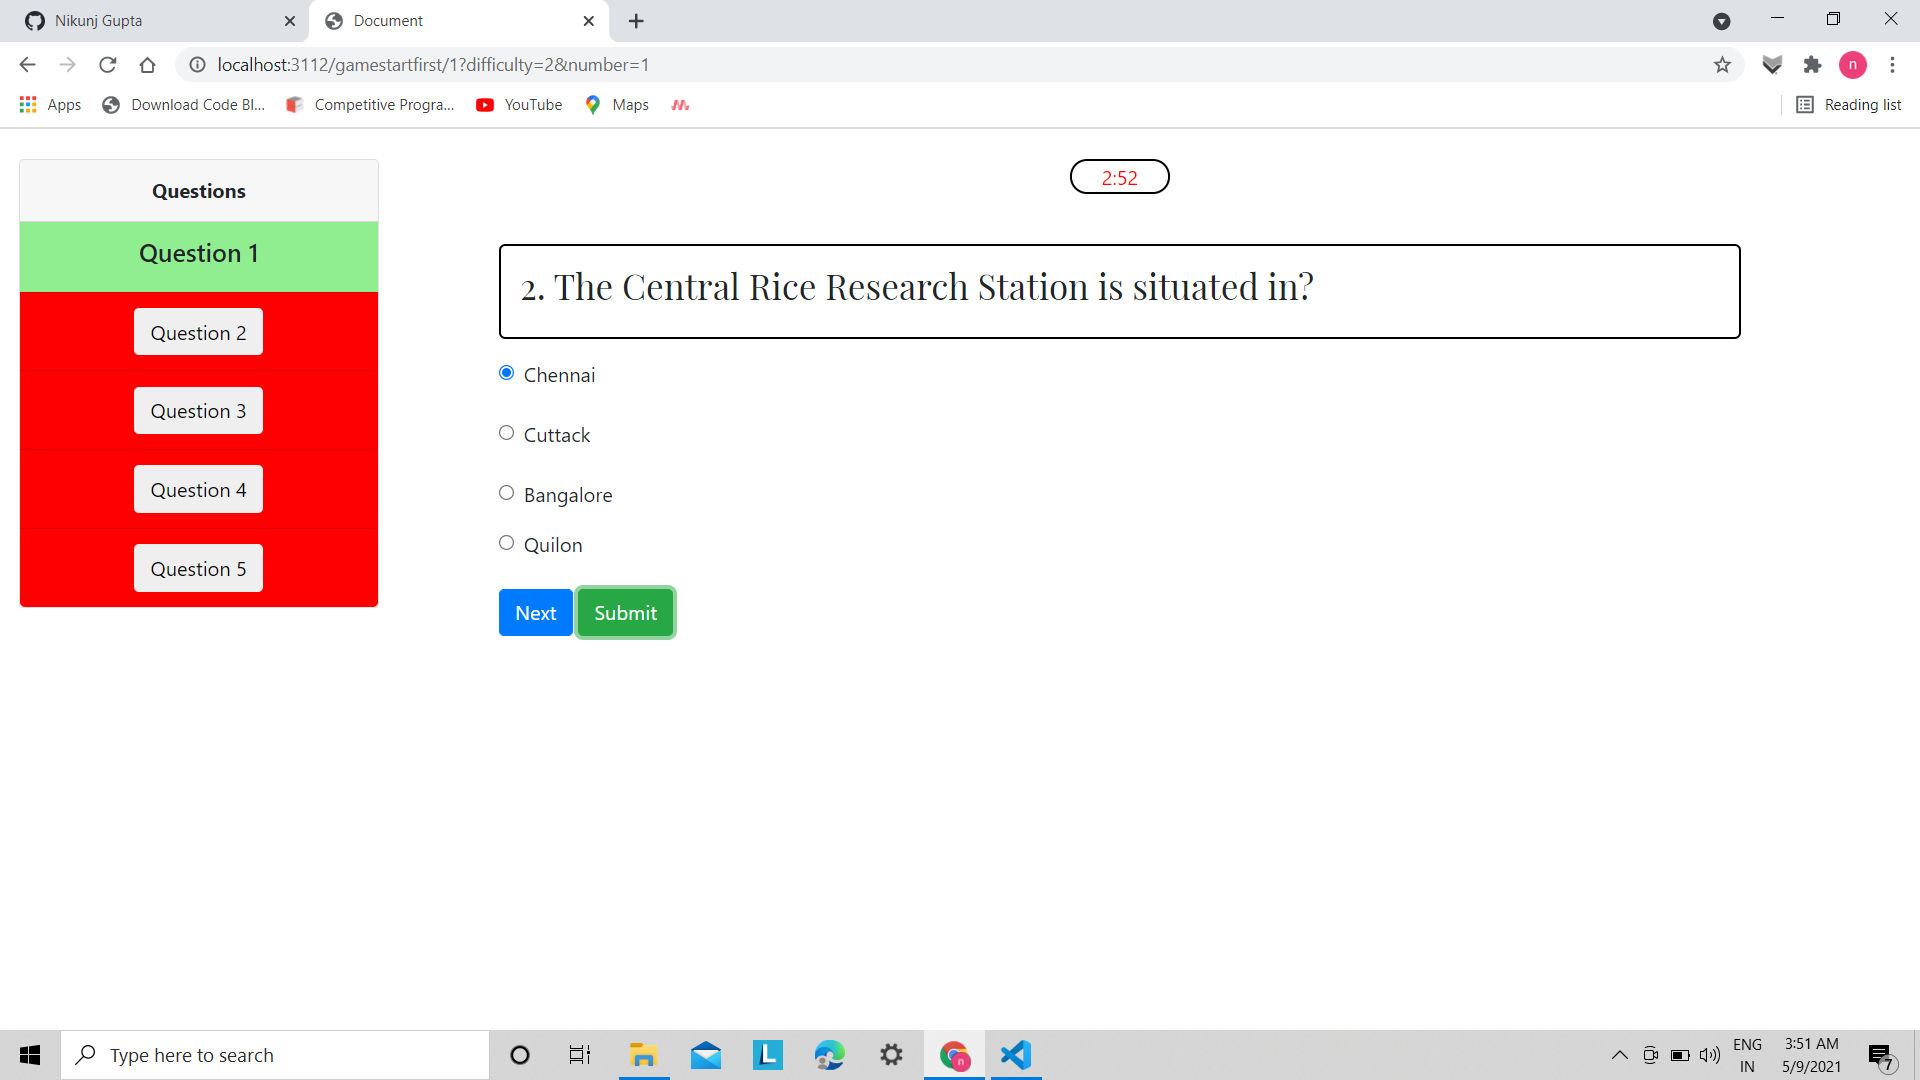 Nikunj Gupta
Document
localhost:3112/gamestartfirst/1?difficulty=2&number=1
n
Apps
Download Code Bl...
Competitive Progra...
YouTube
Maps
Reading list
Questions
Question 1
Question 2
Question 3
Question 4
Question 5
2:52
2. The Central Rice Research Station is situated in?
Chennai
Cuttack
Bangalore
Quilon
Next Submit
Type here to search
L
n
ENG
IN
3:51 AM
5/9/2021
7